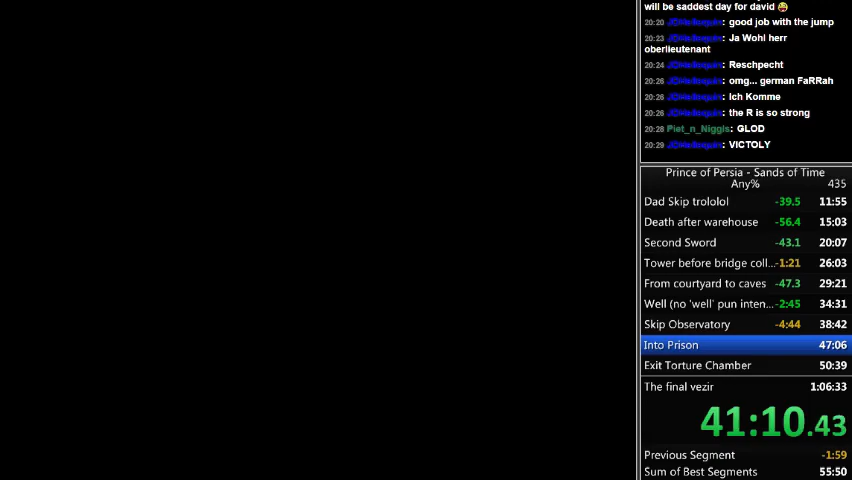 will be saddest day for david 😜
20:20 : good job with the jump
20:23 : Ja Wohl herr
oberlieutenant
20:24 : Reschpecht
20:26 : omg... german FaRRah
20:26 : Ich Komme
20:26 : the R is so strong
20:28 Piet_n_Niggls: GLOD
20:29 : VICTOLY
Prince of Persia - Sands of Time
Any% 435
Dad Skip trololol -39.5 11:55
Death after warehouse -56.4 15:03
Second Sword -43.1 20:07
Tower before bridge coll... -1:21 26:03
From courtyard to caves -47.3 29:21
Well (no 'well' pun inten... -2:45 34:31
Skip Observatory -4:44 38:42
Into Prison 47:06
Exit Torture Chamber 50:39
The final vezir 1:06:33
41:10.43
Previous Segment -1:59
Sum of Best Segments 55:50